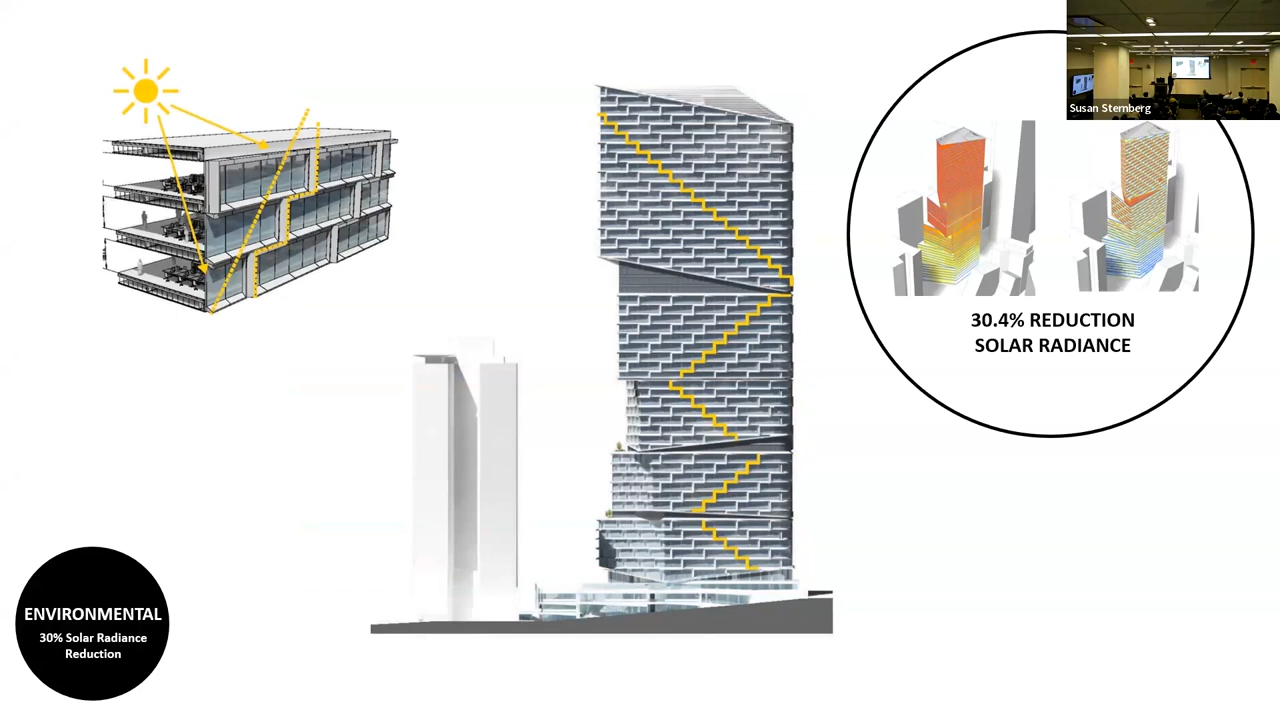 Susan Sternberg
30.4% REDUCTION
SOLAR RADIANCE
ENVIRONMENTAL
30% Solar Radiance
Reduction